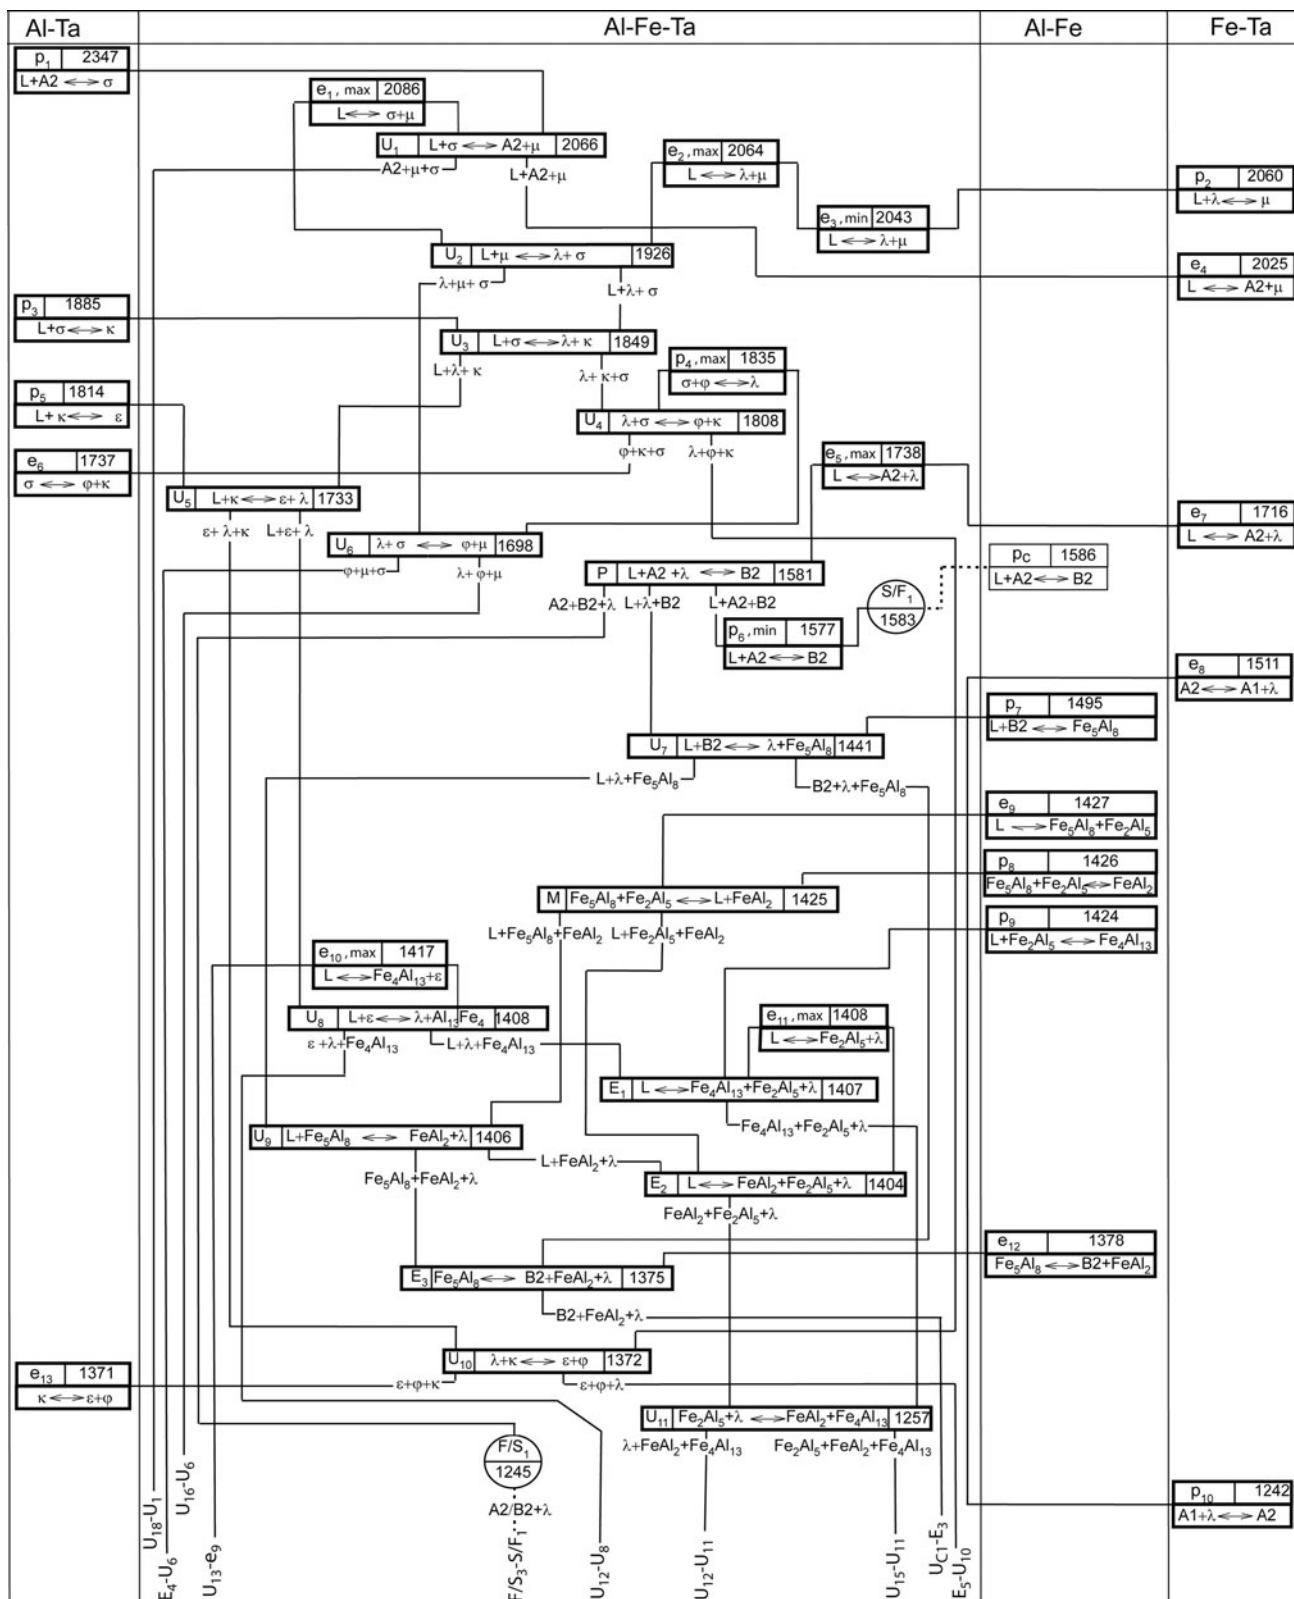 Al-Ta Al-Fe-Ta Al-Fe Fe-Ta
p₁ 2347
L+A2 ⟷ σ
e₁, max 2086
L⟷ σ+μ
U₁ L+σ ⟷ A2+μ 2066
A2+μ+σ L+A2+μ
e₂, max 2064
L ⟷ λ+μ
p₂ 2060
L+λ⟷ μ
e₃, min 2043
L ⟷ λ+μ
U₂ L+μ ⟷ λ+ σ 1926
λ+μ+ σ L+λ+ σ
e₄ 2025
L ⟷ A2+μ
p₃ 1885
L+σ⟷ κ
U₃ L+σ⟷ λ+ κ 1849
L+λ+ κ λ+ κ+σ
p₄, max 1835
σ+φ ⟷ λ
p₅ 1814
L+ κ⟷ ε
U₄ λ+σ ⟷ φ+κ 1808
φ+κ+σ λ+φ+κ
e₅, max 1738
L ⟷ A2+λ
e₆ 1737
σ ⟷ φ+κ
U₅ L+κ⟷ ε+ λ 1733
ε+ λ+κ L+ε+ λ
e₇ 1716
L ⟷ A2+λ
U₆ λ+ σ ⟷ φ+μ 1698
φ+μ+σ λ+ φ+μ
p_C 1586
L+A2 ⟷ B2
P L+A2 +λ ⟷ B2 1581
A2+B2+λ L+λ+B2 L+A2+B2
S/F₁
1583
p₆, min 1577
L+A2 ⟷ B2
e₈ 1511
A2⟷ A1+λ
p₇ 1495
L+B2 ⟷ Fe₅Al₈
U₇ L+B2⟷ λ+Fe₅Al₈ 1441
L+λ+Fe₅Al₈ B2+λ+Fe₅Al₈
e₉ 1427
L ⟷ Fe₅Al₈+Fe₂Al₅
p₈ 1426
Fe₅Al₈+Fe₂Al₅⟷FeAl₂
M Fe₅Al₈+Fe₂Al₅ ⟷L+FeAl₂ 1425
L+Fe₅Al₈+FeAl₂ L+Fe₂Al₅+FeAl₂
p₉ 1424
L+Fe₂Al₅ ⟷ Fe₄Al₁₃
e₁₀, max 1417
L⟷Fe₄Al₁₃+ε
U₈ L+ε⟷ λ+Al₁₃Fe₄ 1408
ε+λ+Fe₄Al₁₃ L+λ+Fe₄Al₁₃
e₁₁, max 1408
L⟷Fe₂Al₅+λ
E₁ L ⟷Fe₄Al₁₃+Fe₂Al₅+λ 1407
Fe₄Al₁₃+Fe₂Al₅+λ
U₉ L+Fe₅Al₈ ⟷ FeAl₂+λ 1406
Fe₅Al₈+FeAl₂+λ L+FeAl₂+λ
E₂ L⟷ FeAl₂+Fe₂Al₅+λ 1404
FeAl₂+Fe₂Al₅+λ
e₁₂ 1378
Fe₅Al₈ ⟷B2+FeAl₂
E₃ Fe₅Al₈⟷ B2+FeAl₂+λ 1375
B2+FeAl₂+λ
U₁₀ λ+κ ⟷ ε+φ 1372
ε+φ+κ ε+φ+λ
e₁₃ 1371
κ ⟷ε+φ
U₁₁ Fe₂Al₅+λ ⟷FeAl₂+Fe₄Al₁₃ 1257
λ+FeAl₂+Fe₄Al₁₃ Fe₂Al₅+FeAl₂+Fe₄Al₁₃
F/S₁
1245
A2/B2+λ
p₁₀ 1242
A1+λ⟷ A2
U₁₈-U₁
E₄-U₆
U₁₆-U₆
U₁₃-e₉
F/S₃-S/F₁
U₁₂-U₈
U₁₂-U₁₁
U₁₅-U₁₁
U_C1-E₃
E₅-U₁₀